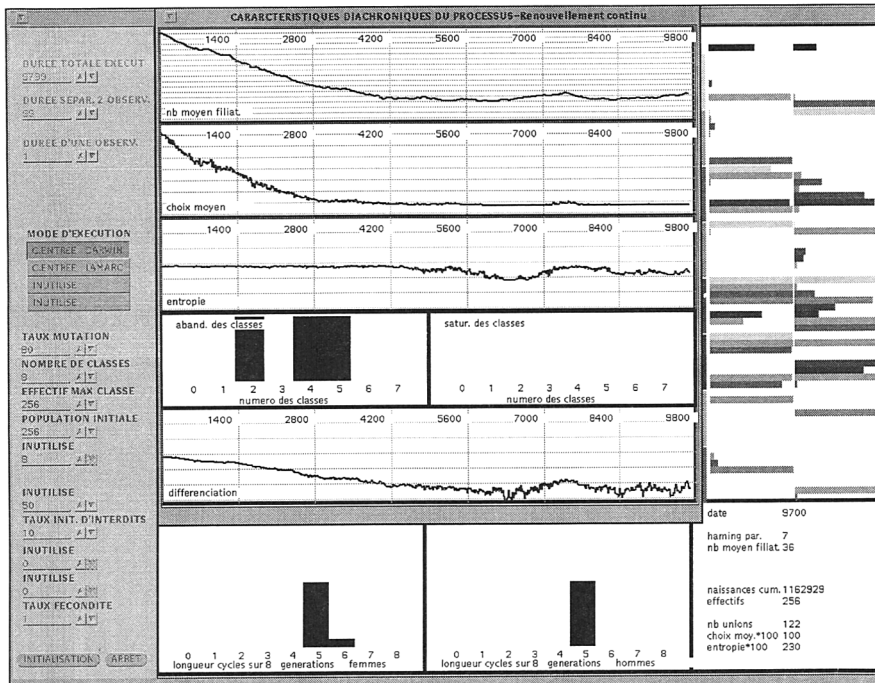 CARARCTERISTIQUES DIACHRONIQUES DU PROCESSUS-Renouvellement continu
DUREE TOTALE EXECUT
9799
DUREE SEPAR. 2 OBSERV.
99
DUREE D'UNE OBSERV.
1
MODE D'EXECUTION
C.ENTREE DARWIN
C.ENTREE LAMARC
INUTILISE
INUTILISE
TAUX MUTATION
80
NOMBRE DE CLASSES
8
EFFECTIF MAX CLASSE
256
POPULATION INITIALE
256
INUTILISE
8
INUTILISE
50
TAUX INIT. D'INTERDITS
10
INUTILISE
0
INUTILISE
0
TAUX FECONDITE
1
INITIALISATION ARRET
1400 2800 4200 5600 7000 8400 9800
nb moyen filiat.
1400 2800 4200 5600 7000 8400 9800
choix moyen
1400 2800 4200 5600 7000 8400 9800
entropie
aband. des classes
0 1 2 3 4 5 6 7
numero des classes
satur. des classes
0 1 2 3 4 5 6 7
numero des classes
1400 2800 4200 5600 7000 8400 9800
differenciation
0 1 2 3 4 5 6 7 8
longueur cycles sur 8 generations femmes
0 1 2 3 4 5 6 7 8
longueur cycles sur 8 generations hommes
date 9700
haming par. 7
nb moyen filiat. 36
naissances cum. 1162929
effectifs 256
nb unions 122
choix moy.*100 100
entropie*100 230